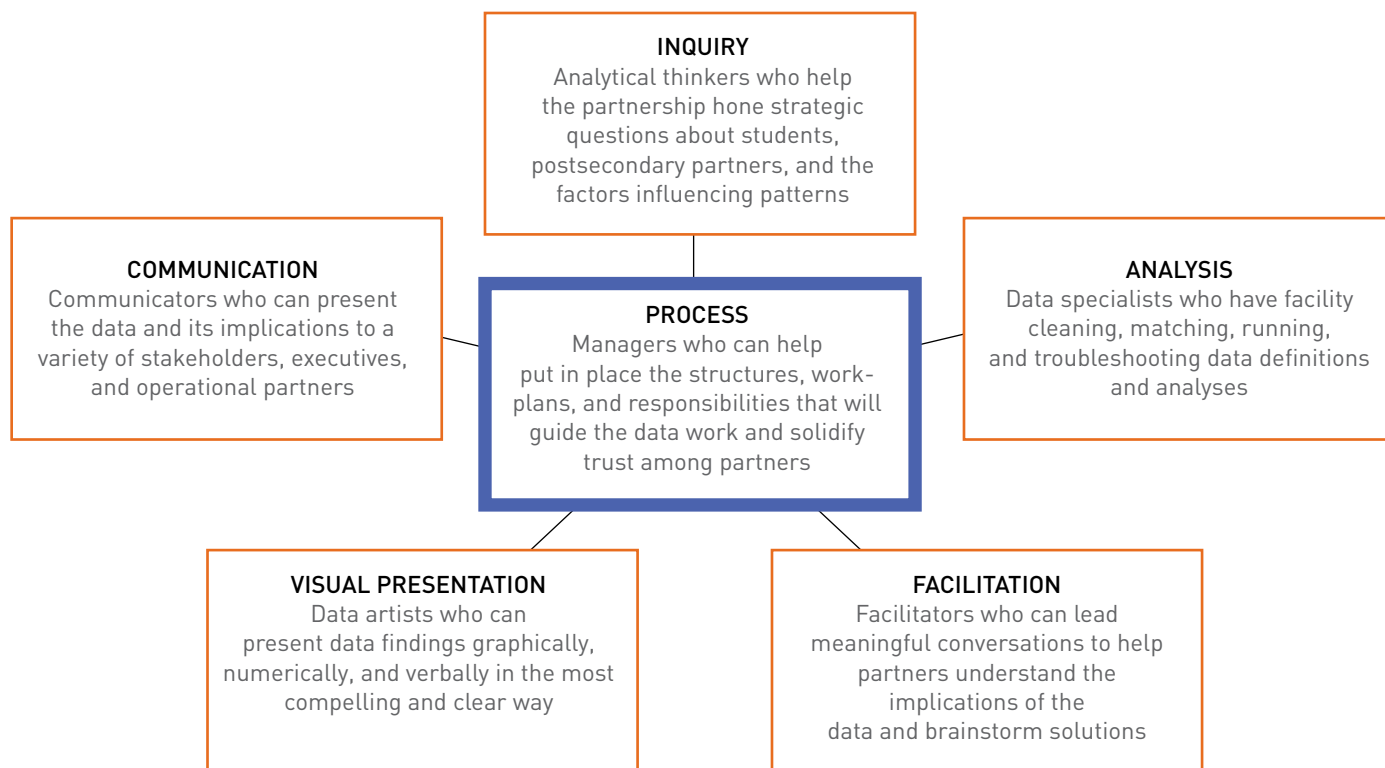 INQUIRY
Analytical thinkers who help
the partnership hone strategic
questions about students,
postsecondary partners, and the
factors influencing patterns
COMMUNICATION
Communicators who can present
the data and its implications to a
variety of stakeholders, executives,
and operational partners
PROCESS
Managers who can help
put in place the structures, work-
plans, and responsibilities that will
guide the data work and solidify
trust among partners
ANALYSIS
Data specialists who have facility
cleaning, matching, running,
and troubleshooting data definitions
and analyses
VISUAL PRESENTATION
Data artists who can
present data findings graphically,
numerically, and verbally in the most
compelling and clear way
FACILITATION
Facilitators who can lead
meaningful conversations to help
partners understand the
implications of the
data and brainstorm solutions